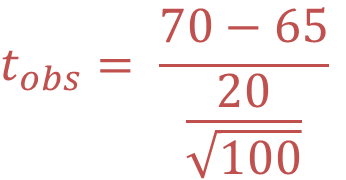 t_obs = (70 − 65) / (20 / √100)